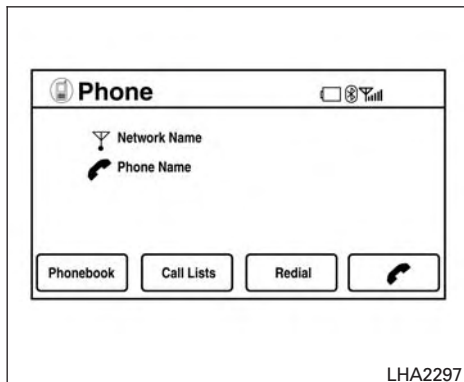 Phone
Network Name
Phone Name
Phonebook
Call Lists
Redial
LHA2297